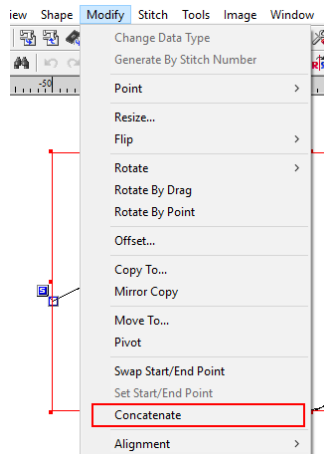 iew Shape Modify Stitch Tools Image Window
Change Data Type
Generate By Stitch Number
-50
Point
Resize...
Flip
Rotate
Rotate By Drag
Rotate By Point
Offset...
Copy To...
Mirror Copy
Move To...
Pivot
S
Swap Start/End Point
Set Start/End Point
Concatenate
Alignment